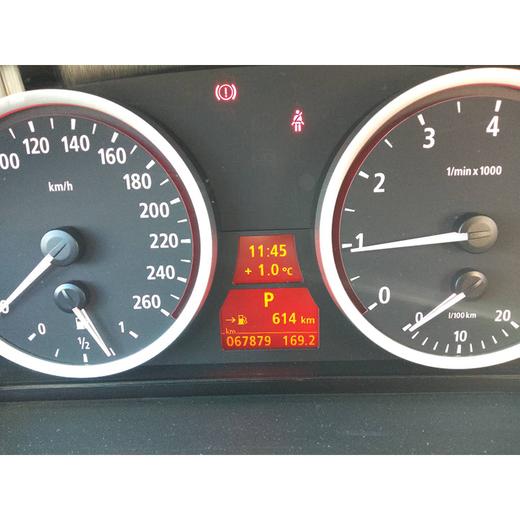 00 120 140 160
180
200
220
240
260
km/h
0 1/2 1
11:45
+ 1.0 °C
P
614 km
km
067879 169.2
0 1 2 3 4
1/min x 1000
0 10 20
l/100 km